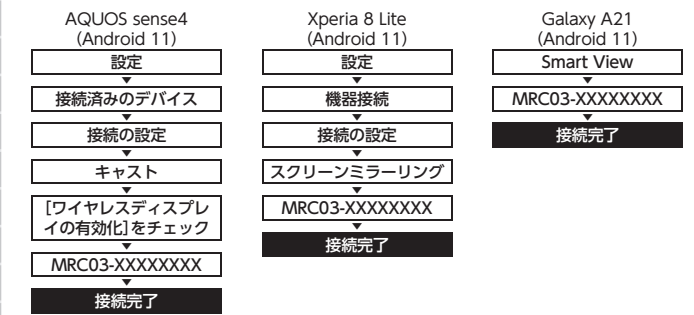 AQUOS sense4
(Android 11)
設定
接続済みのデバイス
接続の設定
キャスト
[ワイヤレスディスプレ
イの有効化]をチェック
MRC03-XXXXXXXX
接続完了
Xperia 8 Lite
(Android 11)
設定
機器接続
接続の設定
スクリーンミラーリング
MRC03-XXXXXXXX
接続完了
Galaxy A21
(Android 11)
Smart View
MRC03-XXXXXXXX
接続完了